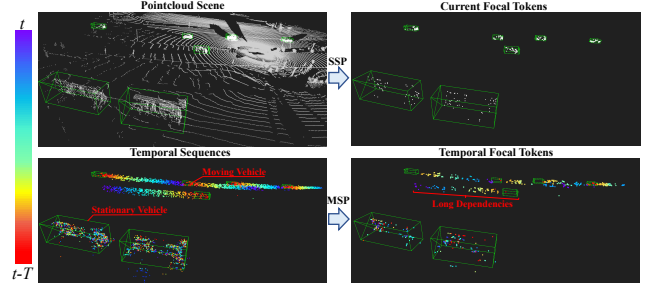 Pointcloud Scene
Current Focal Tokens
t
SSP
Temporal Sequences
Temporal Focal Tokens
Moving Vehicle
Stationary Vehicle
MSP
Long Dependencies
t-T